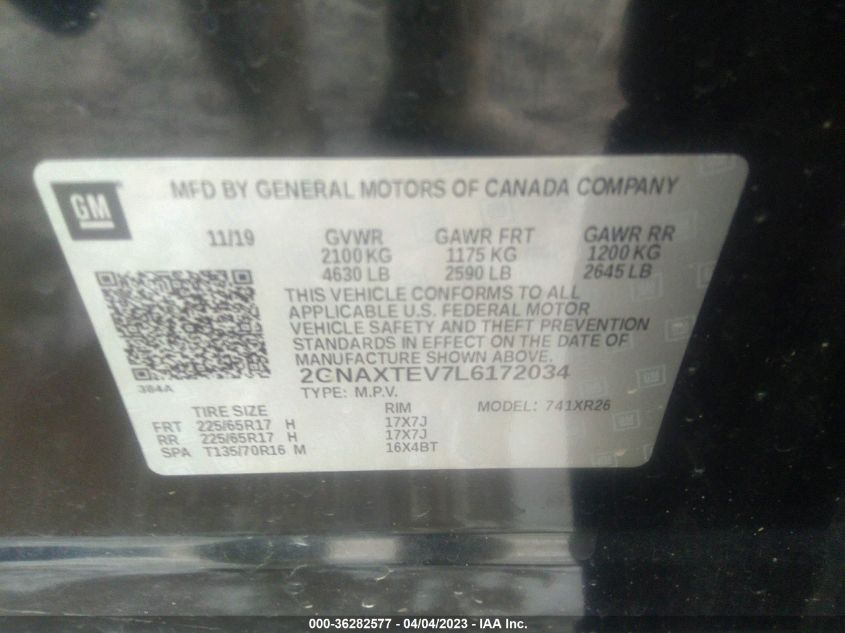 GM
MFD BY GENERAL MOTORS OF CANADA COMPANY
11/19 GVWR GAWR FRT GAWR RR
2100 KG 1175 KG 1200 KG
4630 LB 2590 LB 2645 LB
THIS VEHICLE CONFORMS TO ALL
APPLICABLE U.S. FEDERAL MOTOR
VEHICLE SAFETY AND THEFT PREVENTION
STANDARDS IN EFFECT ON THE DATE OF
MANUFACTURE SHOWN ABOVE.
2CNAXTEV7L6172034
384A
TYPE: M.P.V.
MODEL: 741XR26
TIRE SIZE RIM
FRT 225/65R17 H 17X7J
RR 225/65R17 H 17X7J
SPA T135/70R16 M 16X4BT
000-36282577 - 04/04/2023 - IAA Inc.